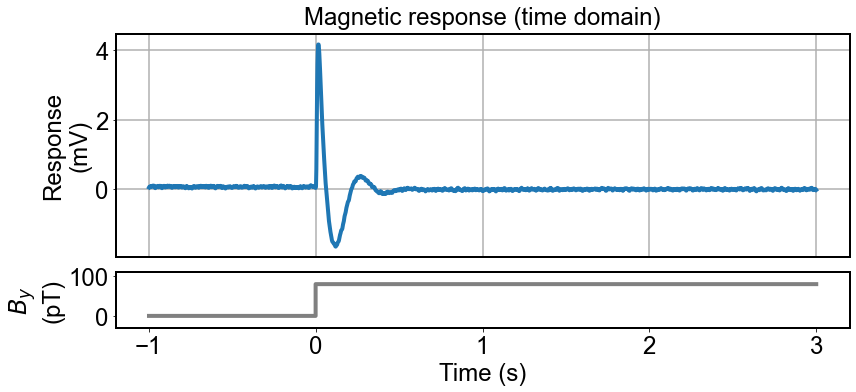 Magnetic response (time domain)
Response
(mV)
4
2
0
B_y
(pT)
100
0
−1 0 1 2 3
Time (s)